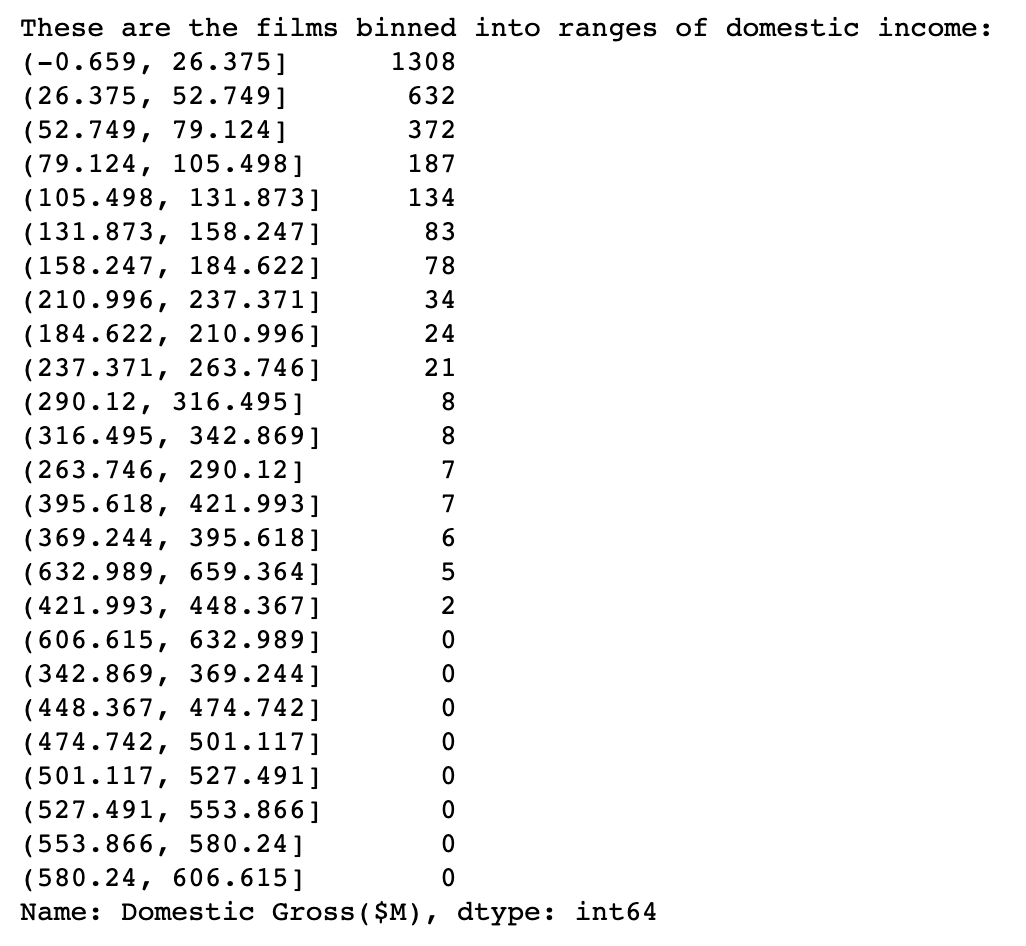 These are the films binned into ranges of domestic income:
(-0.659, 26.375]      1308
(26.375, 52.749]       632
(52.749, 79.124]       372
(79.124, 105.498]      187
(105.498, 131.873]     134
(131.873, 158.247]      83
(158.247, 184.622]      78
(210.996, 237.371]      34
(184.622, 210.996]      24
(237.371, 263.746]      21
(290.12, 316.495]        8
(316.495, 342.869]       8
(263.746, 290.12]        7
(395.618, 421.993]       7
(369.244, 395.618]       6
(632.989, 659.364]       5
(421.993, 448.367]       2
(606.615, 632.989]       0
(342.869, 369.244]       0
(448.367, 474.742]       0
(474.742, 501.117]       0
(501.117, 527.491]       0
(527.491, 553.866]       0
(553.866, 580.24]        0
(580.24, 606.615]        0
Name: Domestic Gross($M), dtype: int64